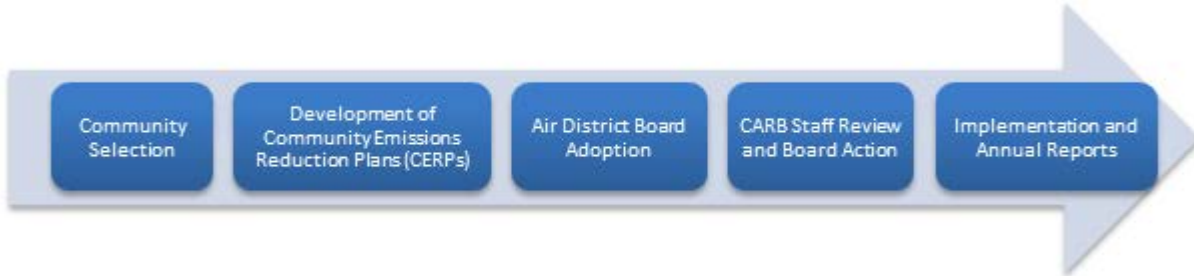 Community
Selection
Development of
Community Emissions
Reduction Plans (CERPs)
Air District Board
Adoption
CARB Staff Review
and Board Action
Implementation and
Annual Reports